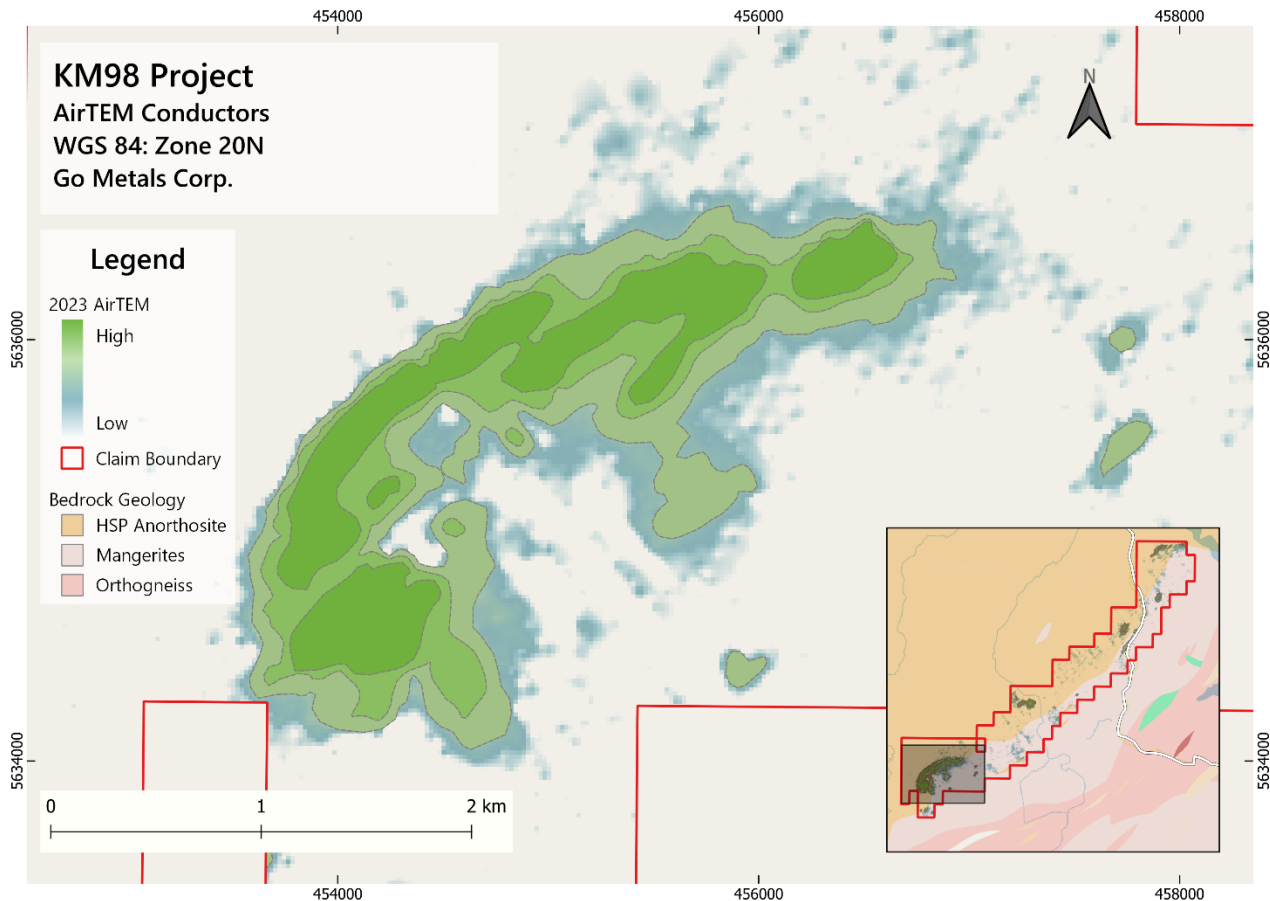 454000 456000 458000
KM98 Project
AirTEM Conductors
WGS 84: Zone 20N
Go Metals Corp.
N
Legend
2023 AirTEM
High
Low
Claim Boundary
Bedrock Geology
HSP Anorthosite
Mangerites
Orthogneiss
5636000
5636000
5634000
5634000
0 1 2 km
454000 456000 458000